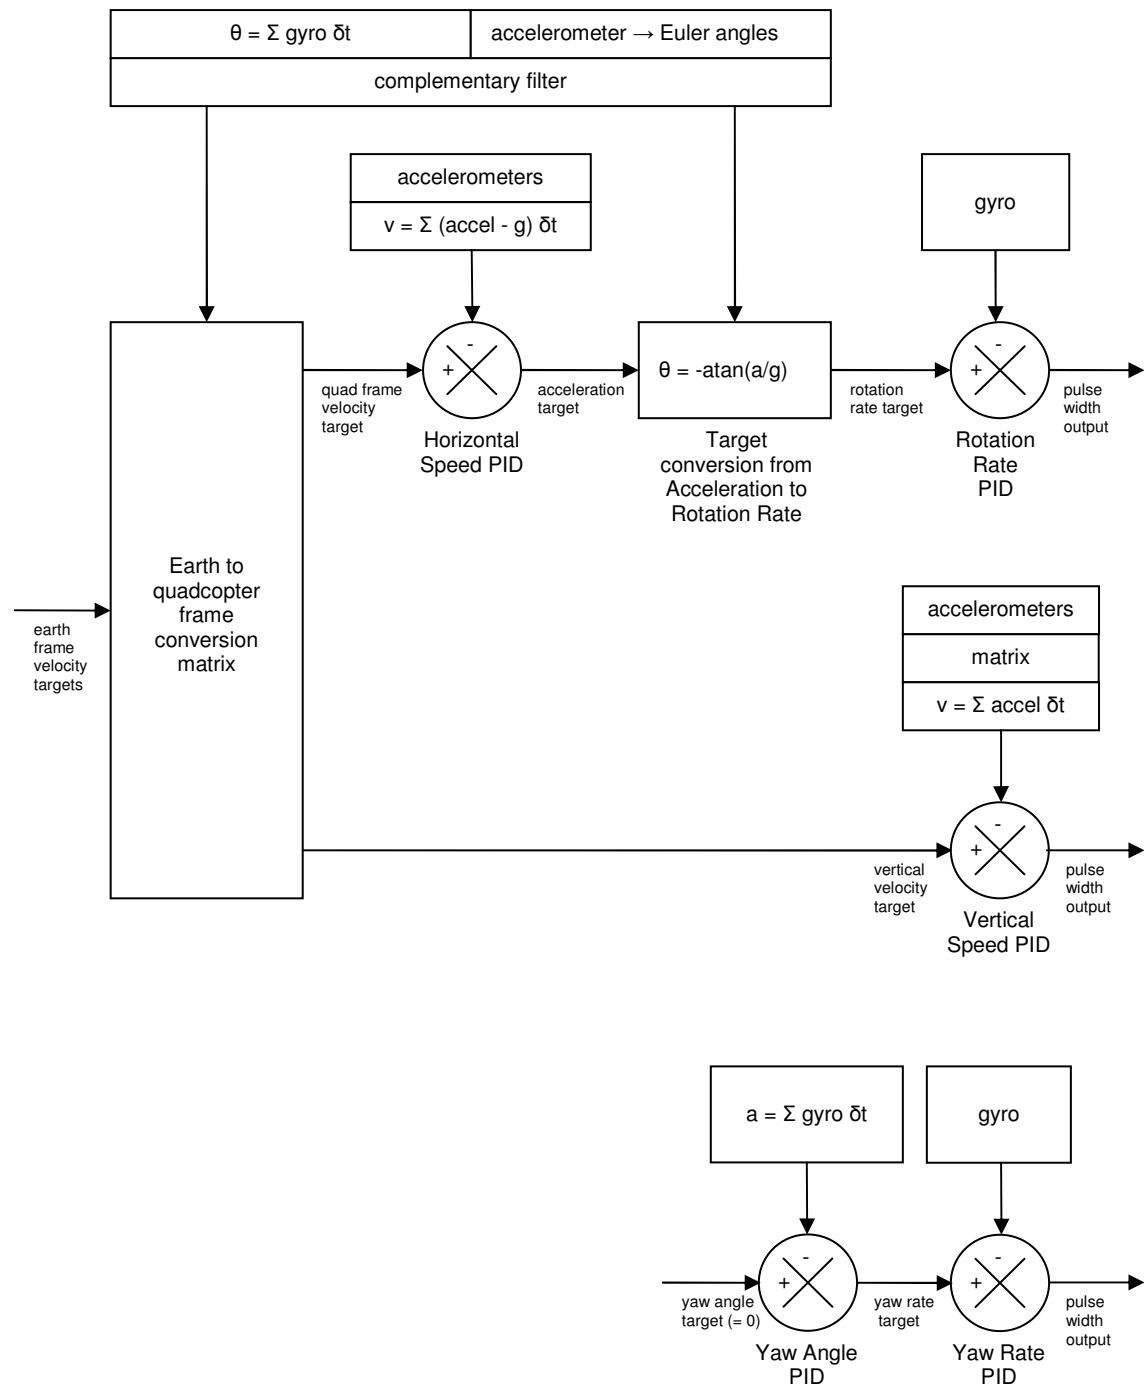 θ = Σ gyro δt
accelerometer → Euler angles
complementary filter
accelerometers
v = Σ (accel - g) δt
gyro
-
+
-
+
θ = -atan(a/g)
quad frame
velocity
target
acceleration
target
rotation
rate target
pulse
width
output
Horizontal
Speed PID
Target
conversion from
Acceleration to
Rotation Rate
Rotation
Rate
PID
Earth to
quadcopter
frame
conversion
matrix
earth
frame
velocity
targets
accelerometers
matrix
v = Σ accel δt
-
+
vertical
velocity
target
pulse
width
output
Vertical
Speed PID
a = Σ gyro δt
gyro
-
+
-
+
yaw angle
target (= 0)
yaw rate
target
pulse
width
output
Yaw Angle
PID
Yaw Rate
PID